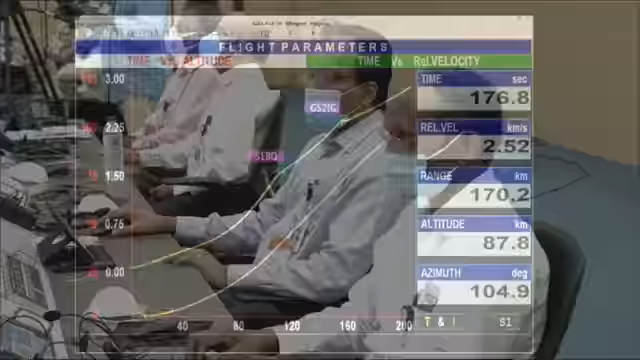 FLIGHT PARAMETERS
TIME Vs. ALTITUDE
TIME Vs Rel.VELOCITY
3.00
2.25
1.50
0.75
0.00
GS2IG
S1BO
40 80 120 160 200
TIME sec
176.8
REL.VEL km/s
2.52
RANGE km
170.2
ALTITUDE km
87.8
AZIMUTH deg
104.9
T & I S1